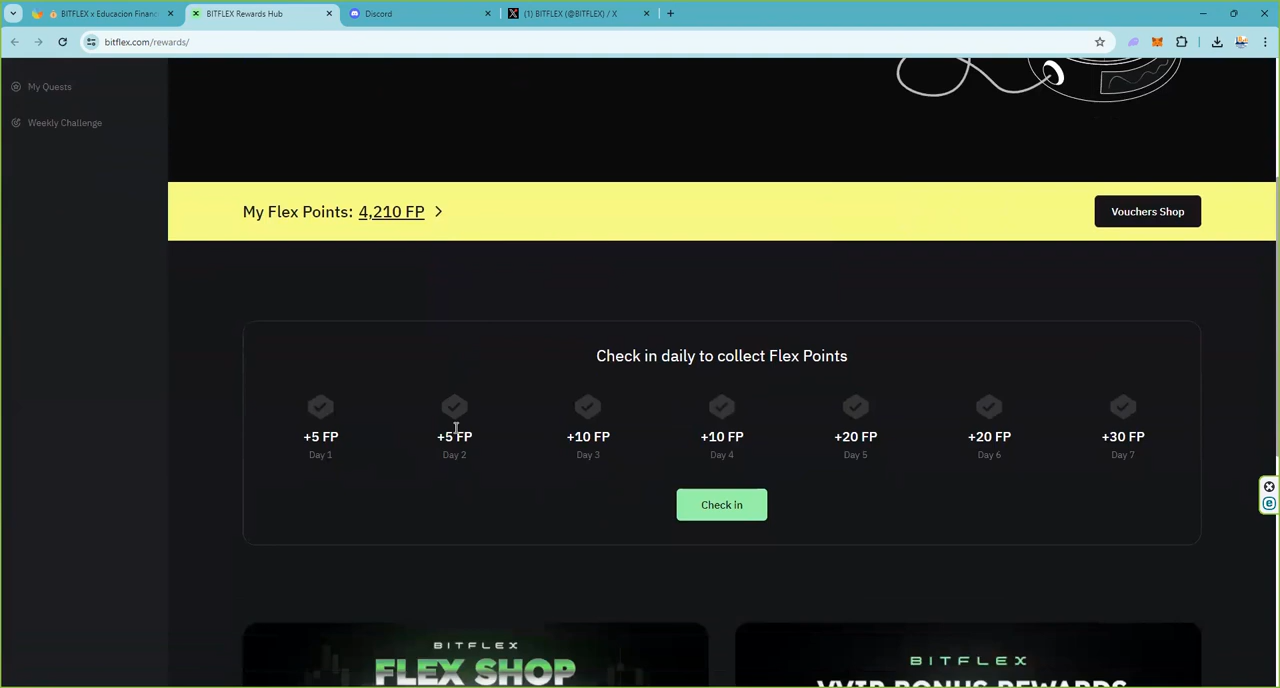 BITFLEX x Educacion Financ
BITFLEX Rewards Hub
Discord
(1) BITFLEX (@BITFLEX) / X
bitflex.com/rewards/
My Quests
Weekly Challenge
My Flex Points: 4,210 FP
Vouchers Shop
Check in daily to collect Flex Points
+5 FP
+5 FP
+10 FP
+10 FP
+20 FP
+20 FP
+30 FP
Day 1
Day 2
Day 3
Day 4
Day 5
Day 6
Day 7
Check in
BITFLEX
FLEX SHOP
BITFLEX
VVIP BONUS REWARDS